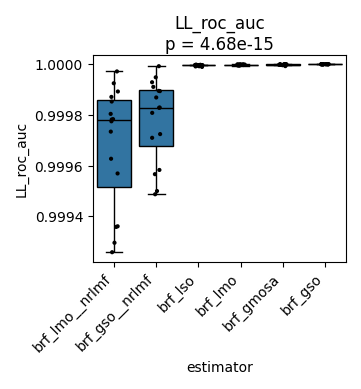 LL_roc_auc
p = 4.68e-15
1.0000
0.9998
0.9996
0.9994
LL_roc_auc
brf_lmo__nrlmf
brf_gso__nrlmf
brf_lso
brf_lmo
brf_gmosa
brf_gso
estimator